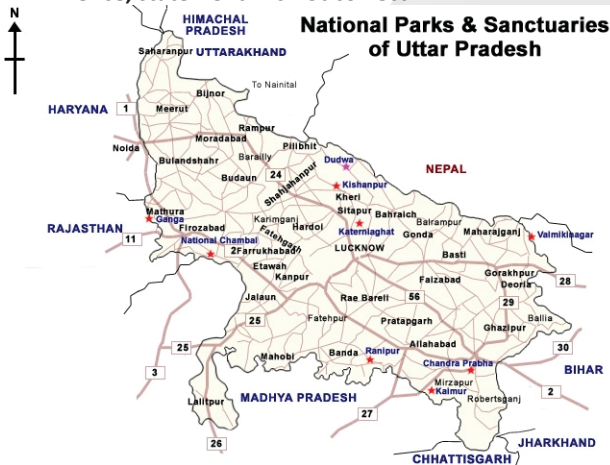 N
National Parks & Sanctuaries
of Uttar Pradesh
HIMACHAL
PRADESH
Saharanpur
UTTARAKHAND
To Nainital
Bijnor
HARYANA
1
Meerut
Rampur
Moradabad
Pilibhit
Noida
Bulandshahr
Barailly
Dudwa
NEPAL
Budaun
24
Shahjahanpur
Kishanpur
Kheri
Mathura
Ganga
Sitapur
Bahraich
Balrampur
Maharajganj
Valmikinagar
RAJASTHAN
11
Firozabad
Karimganj
Hardoi
Katerniaghat
Gonda
National Chambal
Fatehgarh
2
Farrukhabad
LUCKNOW
Basti
Etawah
Kanpur
Faizabad
Gorakhpur
Deoria
28
Jalaun
Rae Bareli
56
29
25
Fatehpur
Pratapgarh
Ballia
Ghazipur
25
Mahobi
Banda
Ranipur
Allahabad
Chandra Prabha
30
3
Mirzapur
Kaimur
BIHAR
Lalitpur
MADHYA PRADESH
Robertsganj
2
27
26
JHARKHAND
CHHATTISGARH